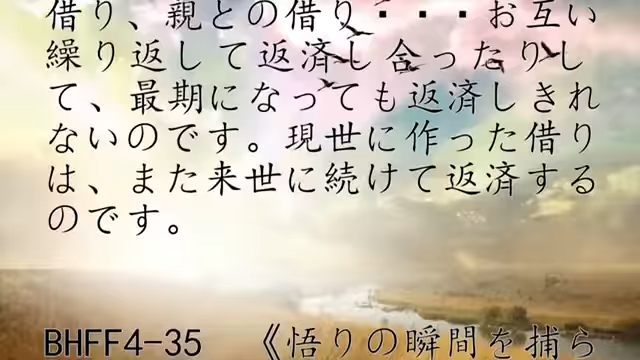 借り、親との借り・・・お互い
繰り返して返済し合ったりし
て、最期になっても返済しきれ
ないのです。現世に作った借り
は、また来世に続けて返済する
のです。
BHFF4-35 《悟りの瞬間を捕ら